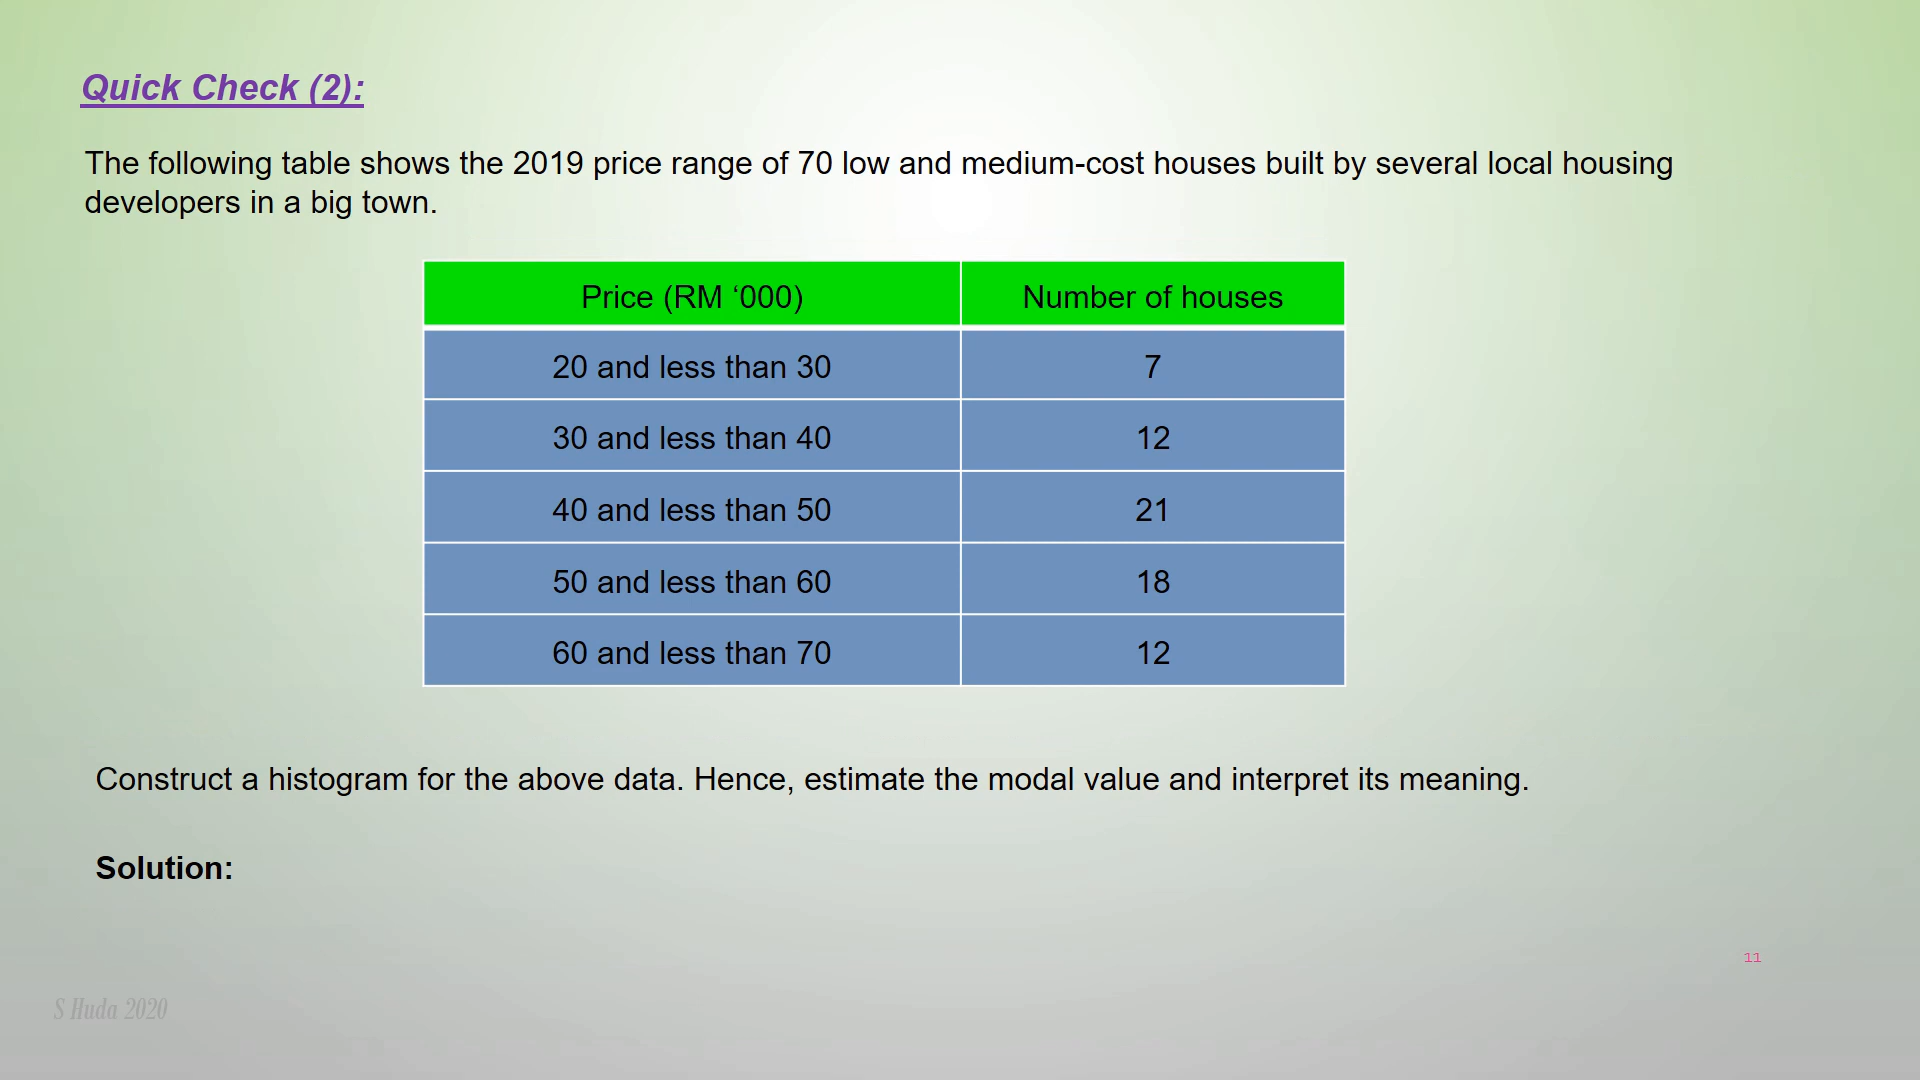 Quick Check (2):
The following table shows the 2019 price range of 70 low and medium-cost houses built by several local housing
developers in a big town.
Price (RM ‘000) Number of houses
20 and less than 30 7
30 and less than 40 12
40 and less than 50 21
50 and less than 60 18
60 and less than 70 12
Construct a histogram for the above data. Hence, estimate the modal value and interpret its meaning.
Solution:
11
S Huda 2020